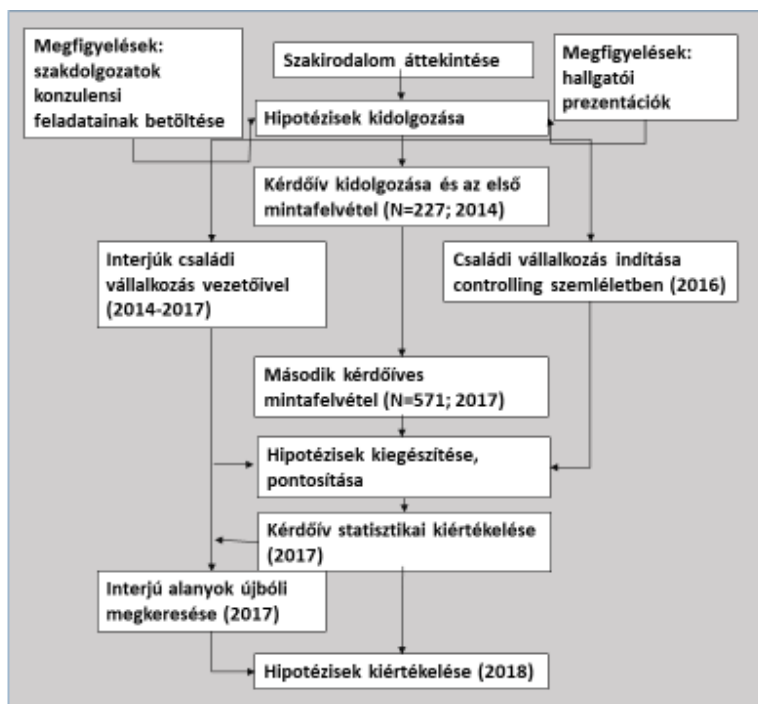 Megfigyelések:
szakdolgozatok
konzulensi
feladatainak betöltése
Szakirodalom áttekintése
Megfigyelések:
hallgatói
prezentációk
Hipotézisek kidolgozása
Kérdőív kidolgozása és az első
mintafelvétel (N=227; 2014)
Interjúk családi
vállalkozás vezetőivel
(2014-2017)
Családi vállalkozás indítása
controlling szemléletben (2016)
Második kérdőíves
mintafelvétel (N=571; 2017)
Hipotézisek kiegészítése,
pontosítása
Kérdőív statisztikai kiértékelése
(2017)
Interjú alanyok újbóli
megkeresése (2017)
Hipotézisek kiértékelése (2018)